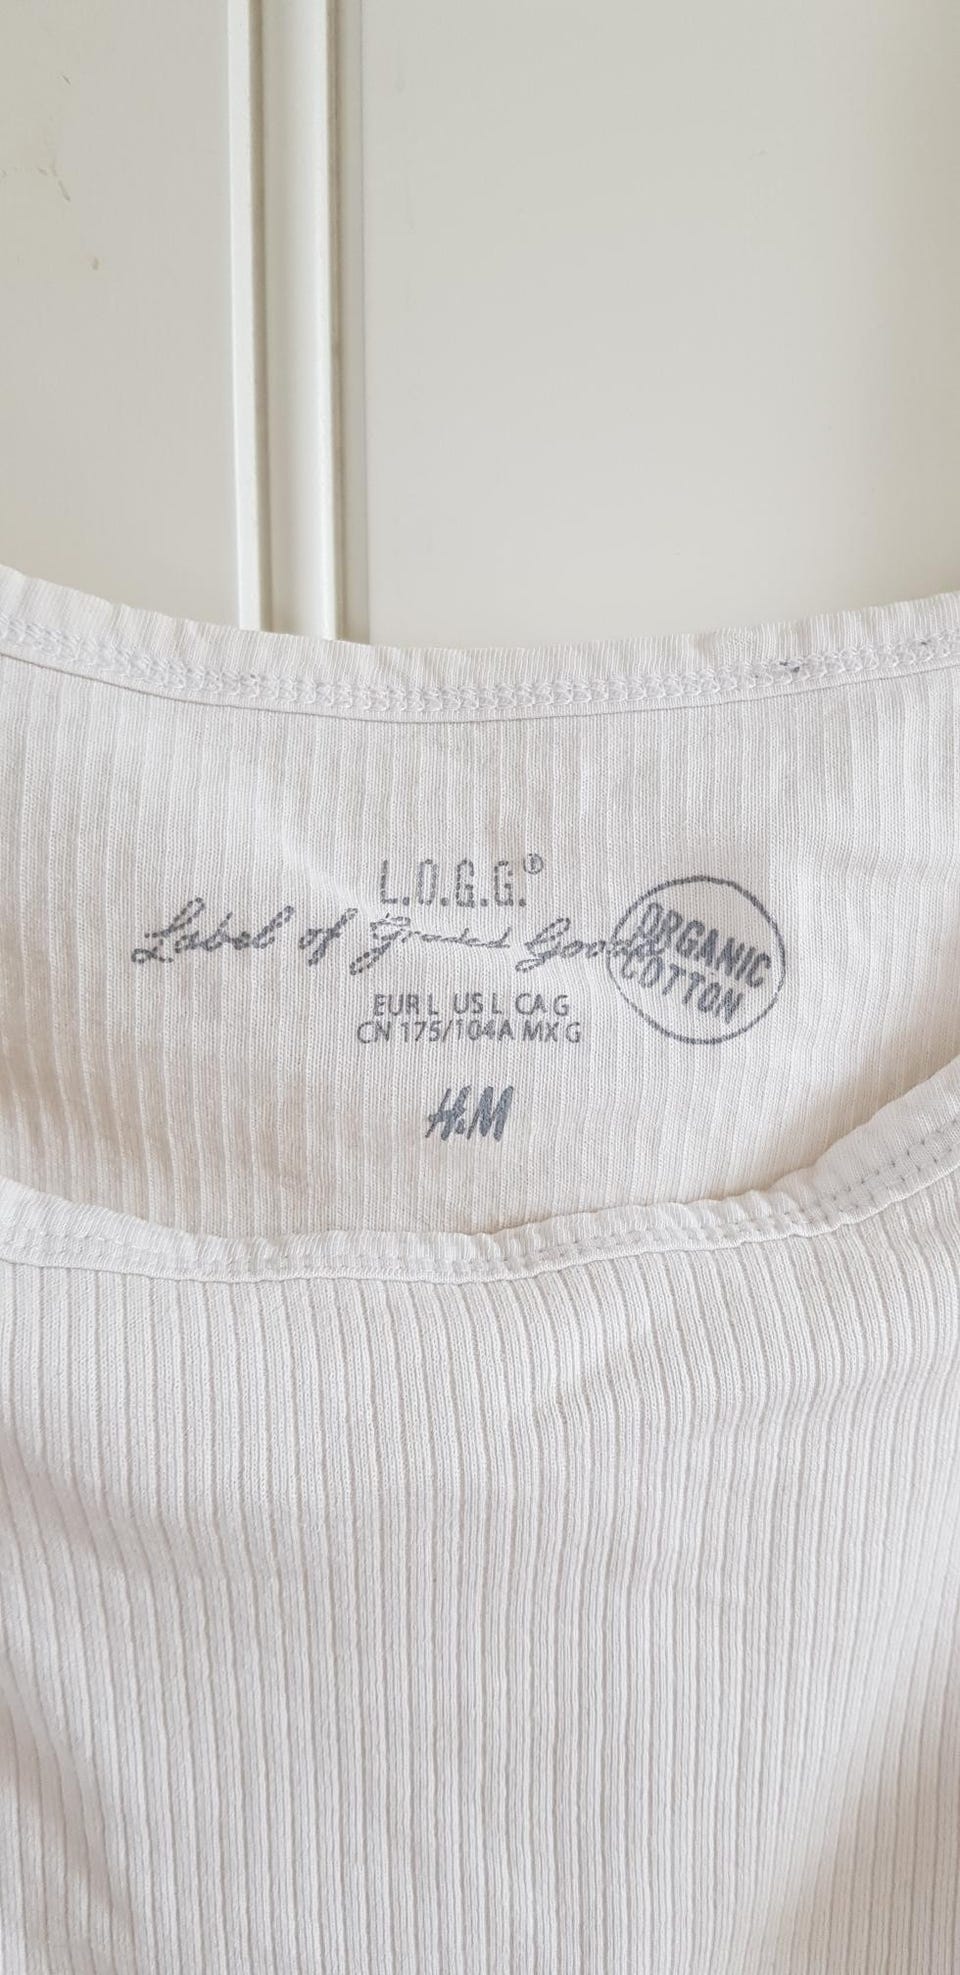 L.O.G.G.®
Label of Graded Goods
ORGANIC
COTTON
EUR L US L CA G
CN 175/104A MX G
H&M